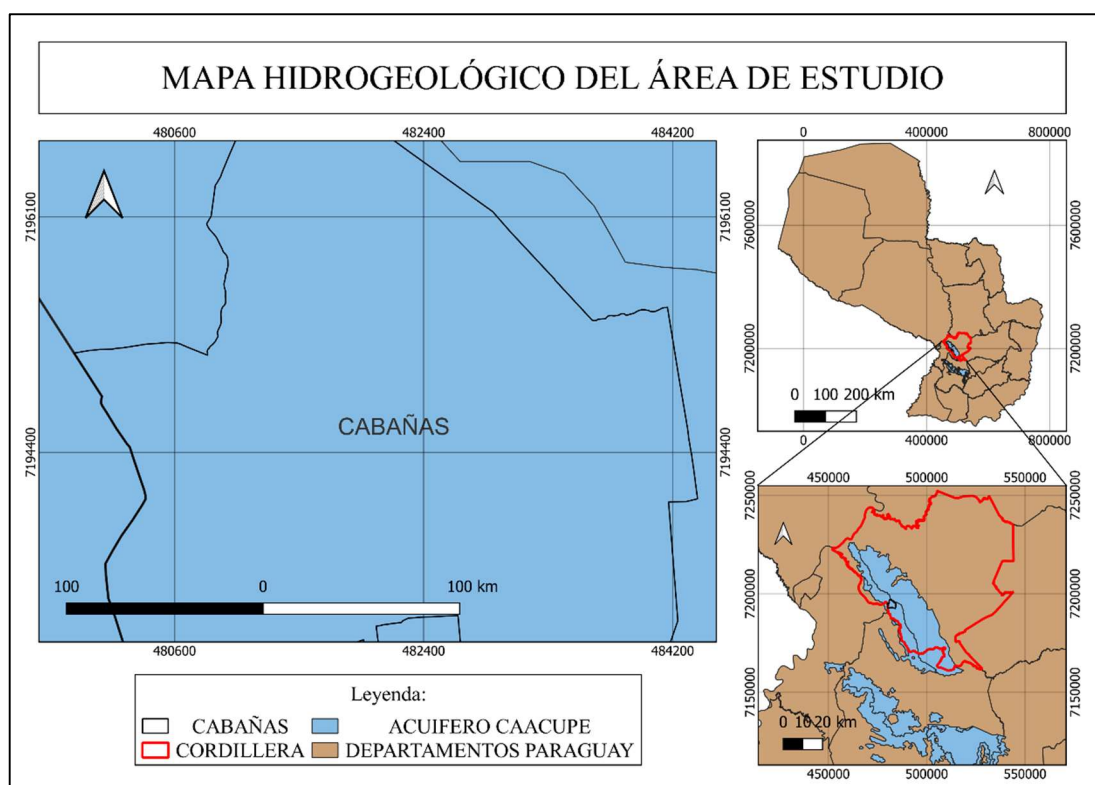 MAPA HIDROGEOLÓGICO DEL ÁREA DE ESTUDIO
480600 482400 484200
7196100 7196100
7194400 7194400
CABAÑAS
100 0 100 km
480600 482400 484200
0 400000 800000
7600000 7600000
7200000 7200000
0 100 200 km
0 400000 800000
450000 500000 550000
7250000 7250000
7200000 7200000
7150000 7150000
0 10 20 km
450000 500000 550000
Leyenda:
CABAÑAS ACUIFERO CAACUPE
CORDILLERA DEPARTAMENTOS PARAGUAY